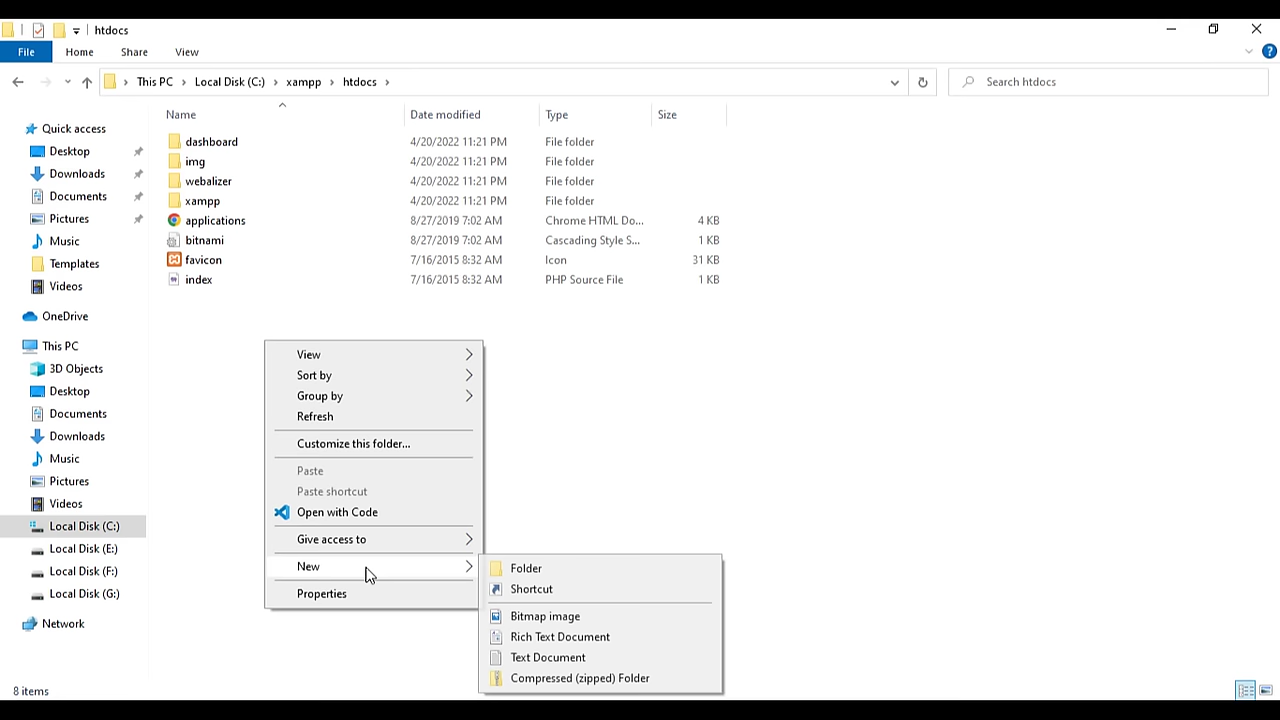 htdocs
File Home Share View
This PC Local Disk (C:) xampp htdocs Search htdocs
Name Date modified Type Size
Quick access
Desktop
Downloads
Documents
Pictures
Music
Templates
Videos
OneDrive
This PC
3D Objects
Desktop
Documents
Downloads
Music
Pictures
Videos
Local Disk (C:)
Local Disk (E:)
Local Disk (F:)
Local Disk (G:)
Network
dashboard 4/20/2022 11:21 PM File folder
img 4/20/2022 11:21 PM File folder
webalizer 4/20/2022 11:21 PM File folder
xampp 4/20/2022 11:21 PM File folder
applications 8/27/2019 7:02 AM Chrome HTML Do... 4 KB
bitnami 8/27/2019 7:02 AM Cascading Style S... 1 KB
favicon 7/16/2015 8:32 AM Icon 31 KB
index 7/16/2015 8:32 AM PHP Source File 1 KB
View
Sort by
Group by
Refresh
Customize this folder...
Paste
Paste shortcut
Open with Code
Give access to
New
Properties
Folder
Shortcut
Bitmap image
Rich Text Document
Text Document
Compressed (zipped) Folder
8 items